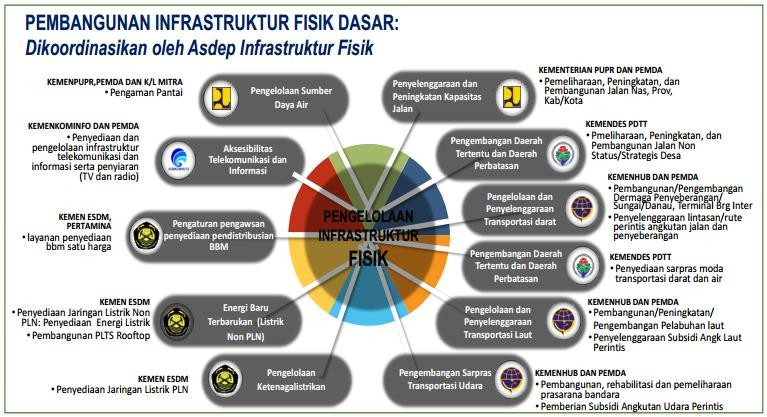 PEMBANGUNAN INFRASTRUKTUR FISIK DASAR:
Dikoordinasikan oleh Asdep Infrastruktur Fisik
KEMENPUPR,PEMDA DAN K/L MITRA
• Pengaman Pantai
Pengelolaan Sumber
Daya Air
KEMENKOMINFO DAN PEMDA
• Penyediaan dan
pengelolaan infrastruktur
telekomunikasi dan
informasi serta penyiaran
(TV dan radio)
Aksesibilitas
Telekomunikasi dan
Informasi
KEMEN ESDM,
PERTAMINA
• layanan penyediaan
bbm satu harga
Pengaturan pengawsan
penyediaan pendistribusian
BBM
KEMEN ESDM
• Penyediaan Jaringan Listrik Non
PLN: Penyediaan Energi Listrik
• Pembangunan PLTS Rooftop
Energi Baru
Terbarukan (Listrik
Non PLN)
KEMEN ESDM
• Penyediaan Jaringan Listrik PLN
Pengelolaan
Ketenagalistrikan
PENGELOLAAN
INFRASTRUKTUR
FISIK
Penyelenggaraan dan
Peningkatan Kapasitas
Jalan
KEMENTERIAN PUPR DAN PEMDA
• Pemeliharaan, Peningkatan, dan
Pembangunan Jalan Nas, Prov,
Kab/Kota
Pengembangan Daerah
Tertentu dan Daerah
Perbatasan
KEMENDES PDTT
• Pmeliharaan, Peningkatan, dan
Pembangunan Jalan Non
Status/Strategis Desa
Pengelolaan dan
Penyelenggaraan
Transportasi darat
KEMENHUB DAN PEMDA
• Pembangunan/Pengembangan
Dermaga Penyeberangan/
Sungai/Danau, Terminal Brg Inter
• Penyelenggaraan lintasan/rute
perintis angkutan jalan dan
penyeberangan
Pengembangan Daerah
Tertentu dan Daerah
Perbatasan
KEMENDES PDTT
• Penyediaan sarpras moda
transportasi darat dan air
Pengelolaan dan
Penyelenggaraan
Transportasi Laut
KEMENHUB DAN PEMDA
• Pembangunan/Peningkatan/
Pengembangan Pelabuhan laut
• Penyelenggaraan Subsidi Angk Laut
Perintis
Pengembangan Sarpras
Transportasi Udara
KEMENHUB DAN PEMDA
• Pembangunan, rehabilitasi dan pemeliharaan
prasarana bandara
• Pemberian Subsidi Angkutan Udara Perintis